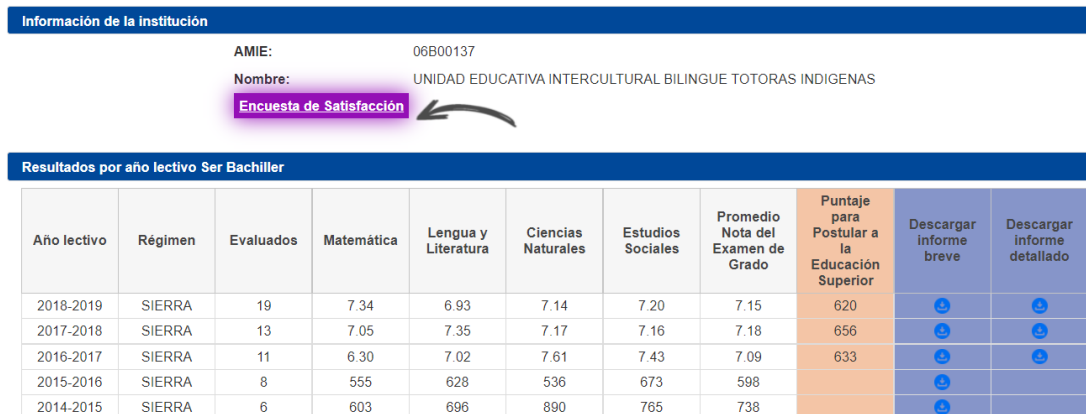 Información de la institución
AMIE: 06B00137
Nombre: UNIDAD EDUCATIVA INTERCULTURAL BILINGUE TOTORAS INDIGENAS
Encuesta de Satisfacción
Resultados por año lectivo Ser Bachiller
Año lectivo Régimen Evaluados Matemática Lengua y Literatura Ciencias Naturales Estudios Sociales Promedio Nota del Examen de Grado Puntaje para Postular a la Educación Superior Descargar informe breve Descargar informe detallado
2018-2019 SIERRA 19 7.34 6.93 7.14 7.20 7.15 620
2017-2018 SIERRA 13 7.05 7.35 7.17 7.16 7.18 656
2016-2017 SIERRA 11 6.30 7.02 7.61 7.43 7.09 633
2015-2016 SIERRA 8 555 628 536 673 598
2014-2015 SIERRA 6 603 696 890 765 738